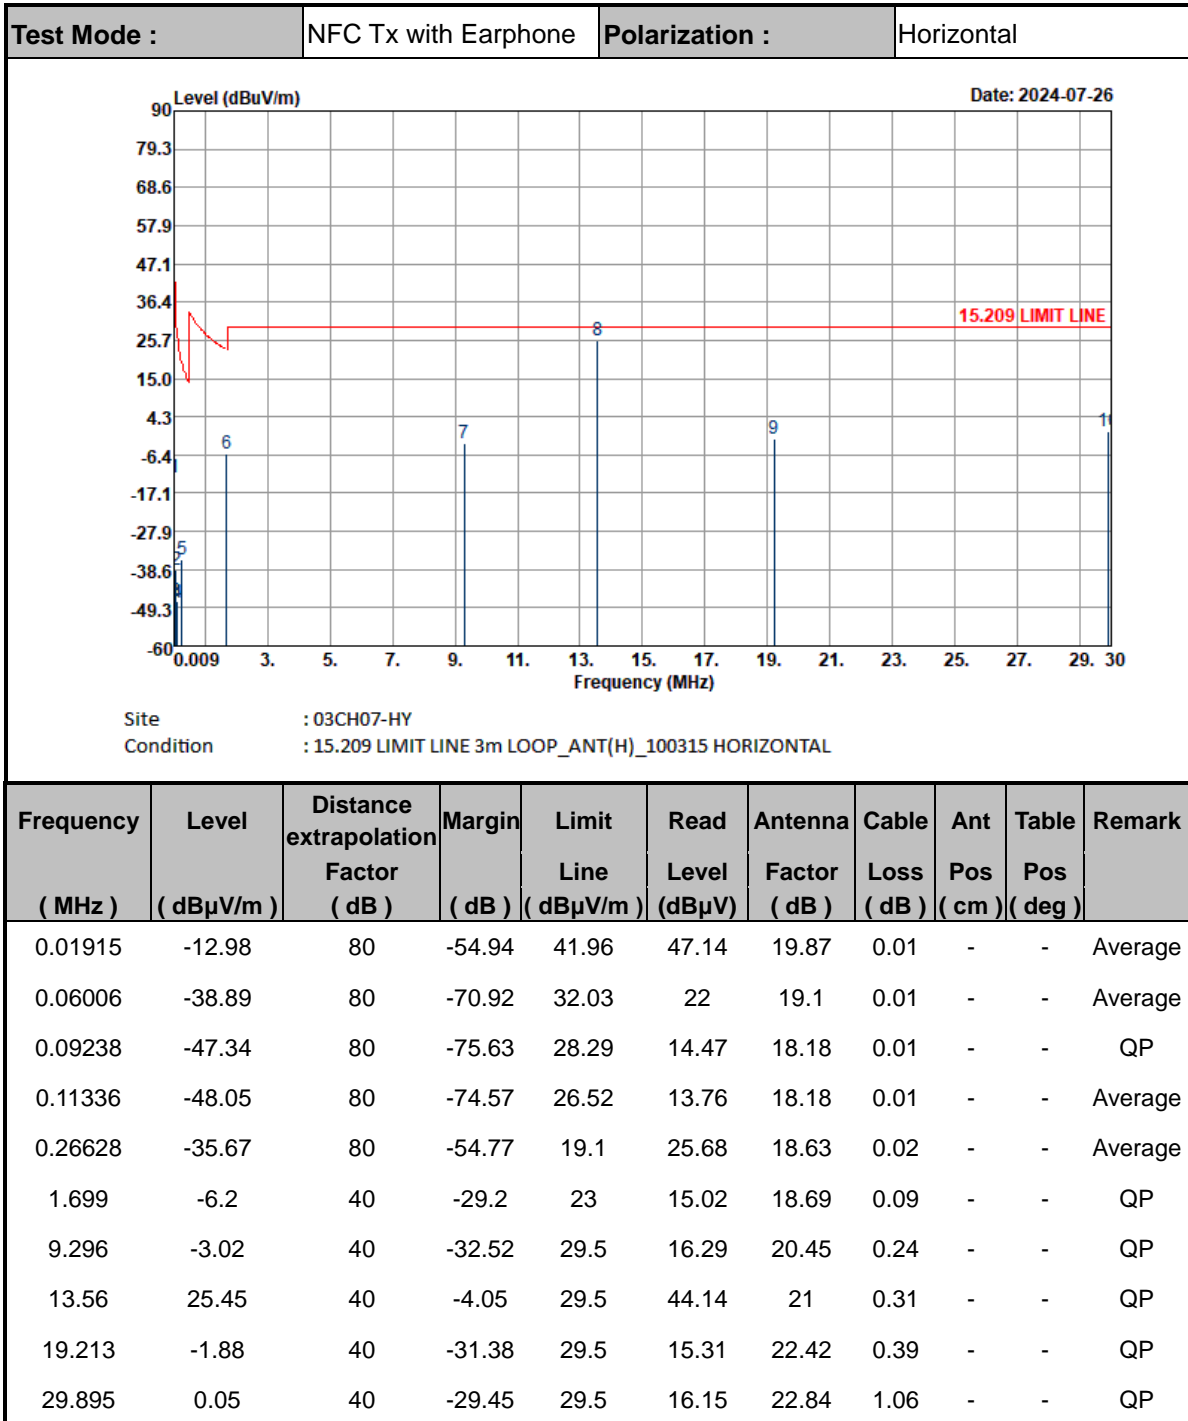 Test Mode : NFC Tx with Earphone Polarization : Horizontal
Level (dBuV/m) Date: 2024-07-26
90
79.3
68.6
57.9
47.1
36.4
15.209 LIMIT LINE
25.7
8
15.0
4.3
6 7 9
-6.4
-17.1
-27.9
5
-38.6
-49.3
-60
0.009 3. 5. 7. 9. 11. 13. 15. 17. 19. 21. 23. 25. 27. 29. 30
Frequency (MHz)
Site : 03CH07-HY
Condition : 15.209 LIMIT LINE 3m LOOP_ANT(H)_100315 HORIZONTAL
Frequency Level Distance extrapolation Margin Limit Read Antenna Cable Ant Table Remark
Factor Line Level Factor Loss Pos Pos
( MHz ) ( dBµV/m ) ( dB ) ( dB ) ( dBµV/m ) (dBµV) ( dB ) ( dB ) ( cm ) ( deg )
0.01915 -12.98 80 -54.94 41.96 47.14 19.87 0.01 - - Average
0.06006 -38.89 80 -70.92 32.03 22 19.1 0.01 - - Average
0.09238 -47.34 80 -75.63 28.29 14.47 18.18 0.01 - - QP
0.11336 -48.05 80 -74.57 26.52 13.76 18.18 0.01 - - Average
0.26628 -35.67 80 -54.77 19.1 25.68 18.63 0.02 - - Average
1.699 -6.2 40 -29.2 23 15.02 18.69 0.09 - - QP
9.296 -3.02 40 -32.52 29.5 16.29 20.45 0.24 - - QP
13.56 25.45 40 -4.05 29.5 44.14 21 0.31 - - QP
19.213 -1.88 40 -31.38 29.5 15.31 22.42 0.39 - - QP
29.895 0.05 40 -29.45 29.5 16.15 22.84 1.06 - - QP